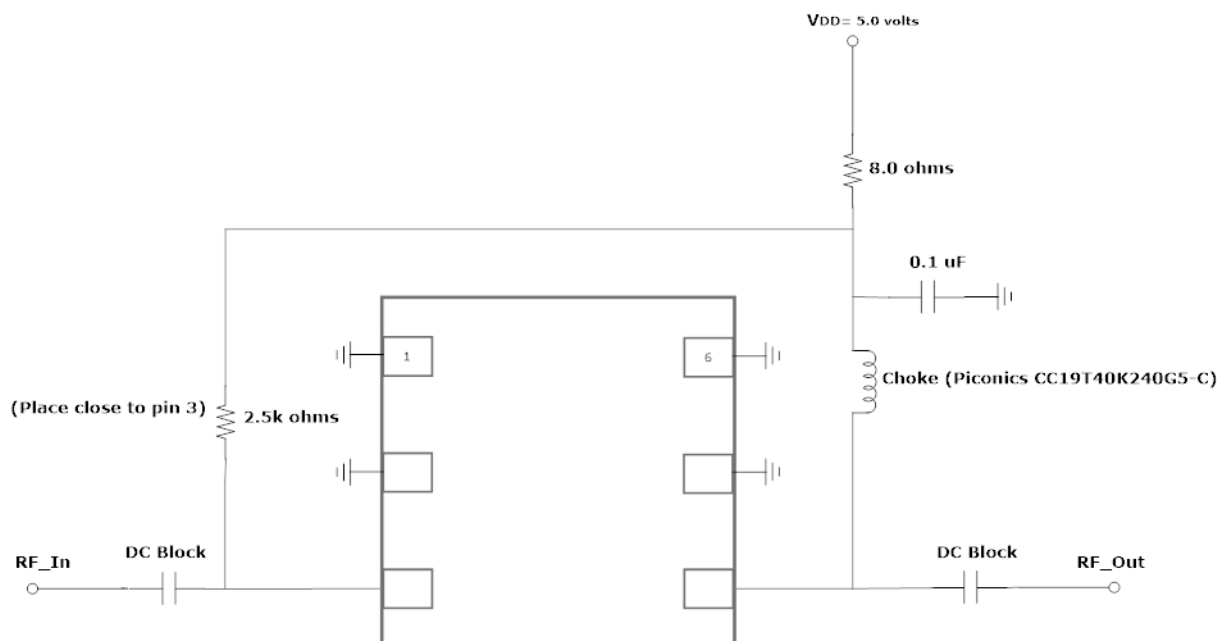 VDD= 5.0 volts
8.0 ohms
0.1 uF
1
6
Choke (Piconics CC19T40K240G5-C)
(Place close to pin 3)
2.5k ohms
DC Block
DC Block
RF_In
RF_Out